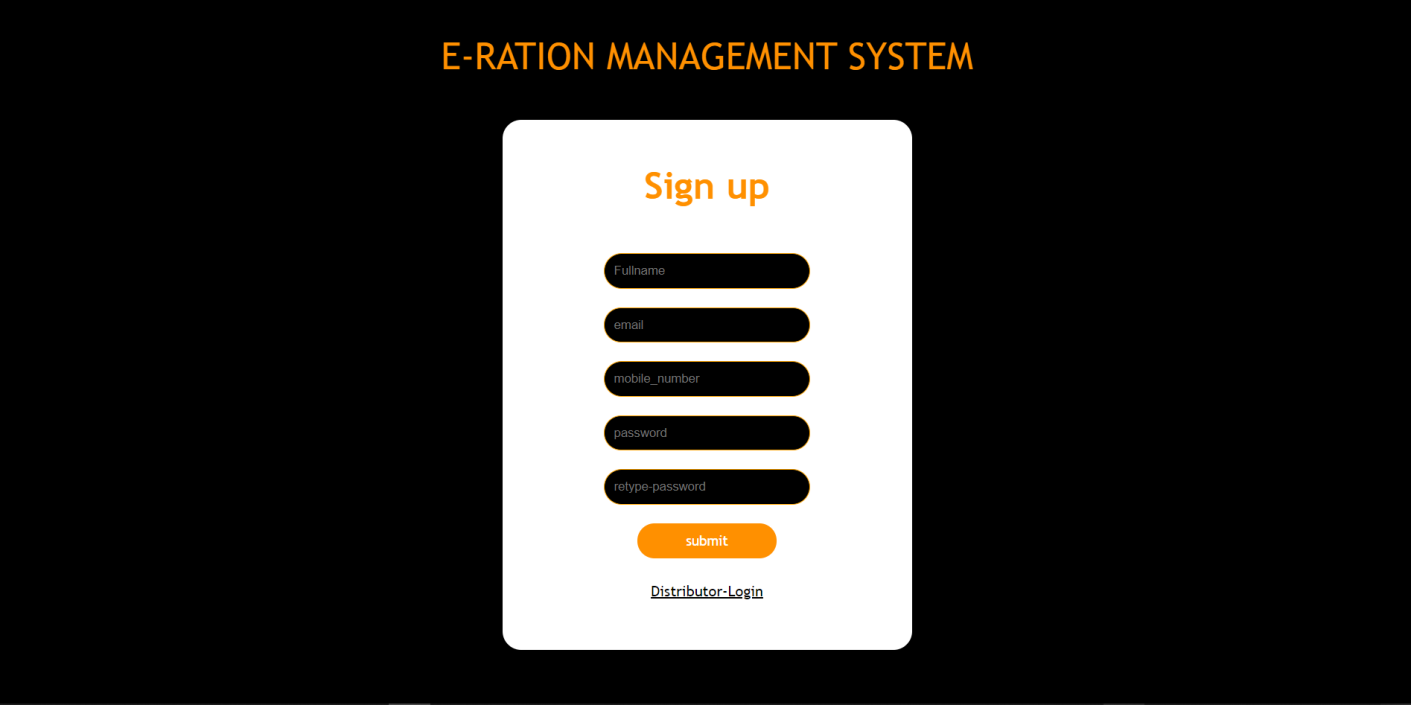 E-RATION MANAGEMENT SYSTEM
Sign up
Fullname
email
mobile_number
password
retype-password
submit
Distributor-Login